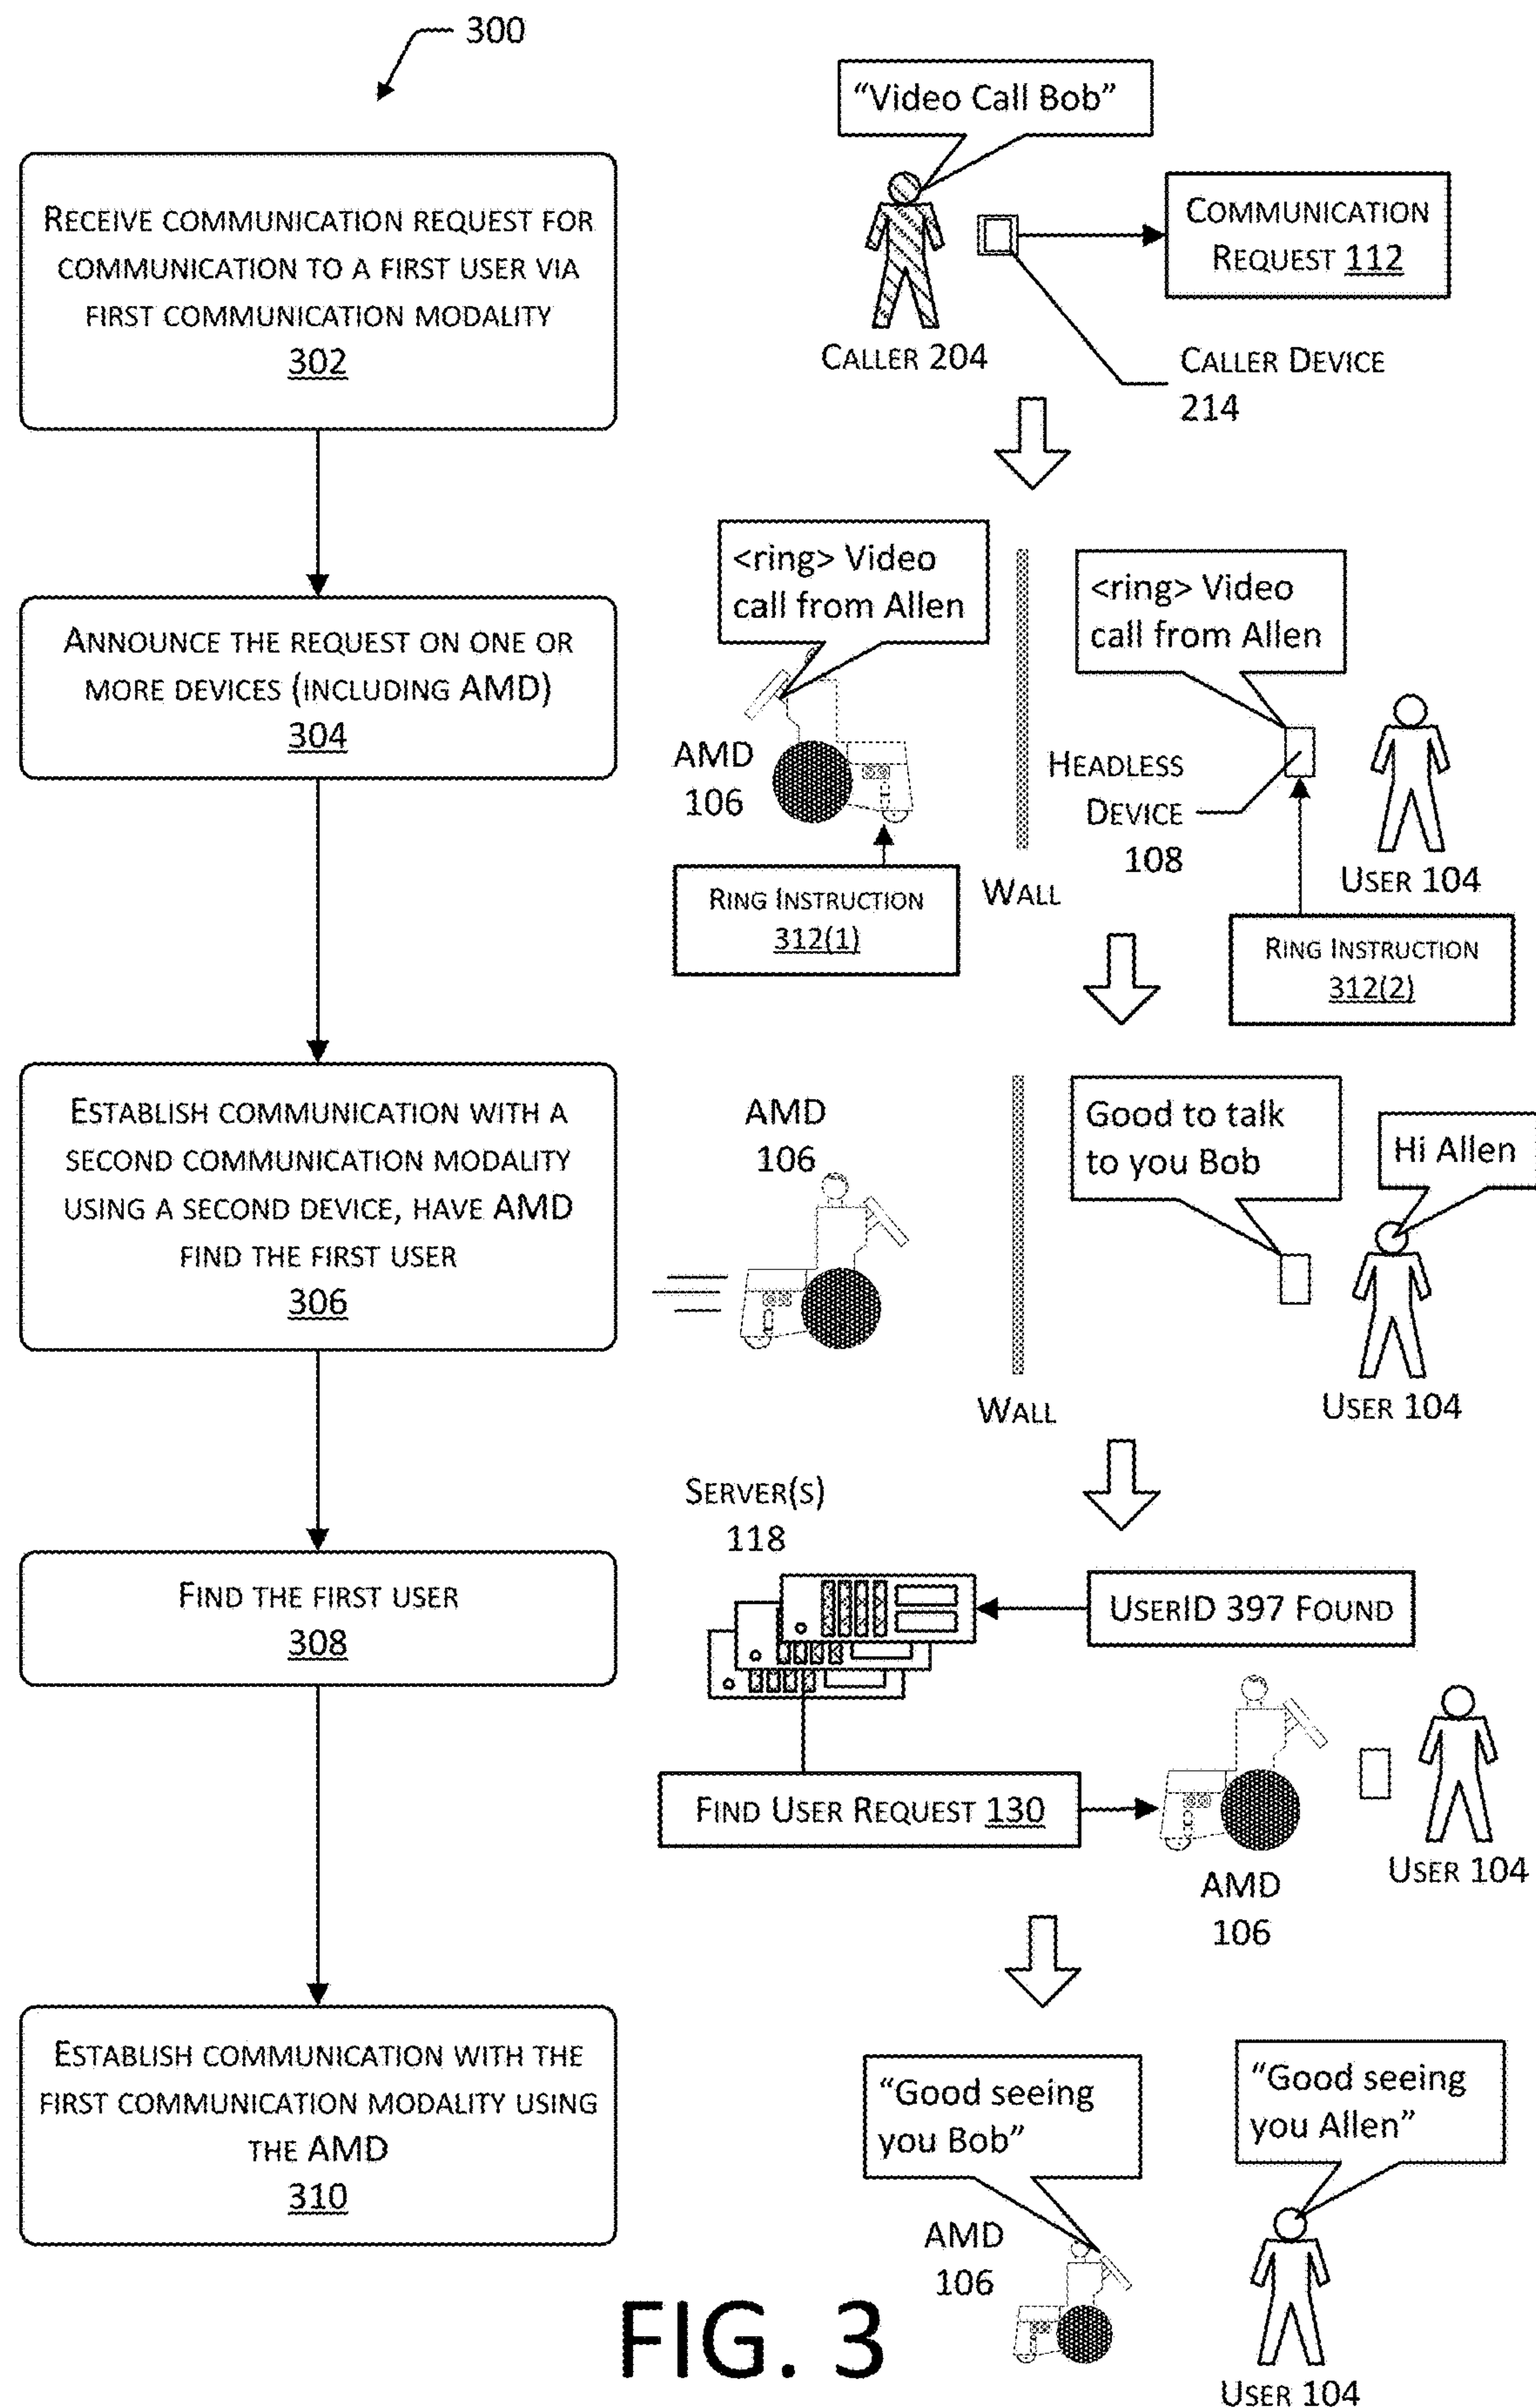 300
RECEIVE COMMUNICATION REQUEST FOR
COMMUNICATION TO A FIRST USER VIA
FIRST COMMUNICATION MODALITY
302
“Video Call Bob”
COMMUNICATION
REQUEST 112
CALLER 204
CALLER DEVICE
214
ANNOUNCE THE REQUEST ON ONE OR
MORE DEVICES (INCLUDING AMD)
304
<ring> Video
call from Allen
<ring> Video
call from Allen
AMD
106
HEADLESS
DEVICE
108
USER 104
WALL
RING INSTRUCTION
312(1)
RING INSTRUCTION
312(2)
ESTABLISH COMMUNICATION WITH A
SECOND COMMUNICATION MODALITY
USING A SECOND DEVICE, HAVE AMD
FIND THE FIRST USER
306
AMD
106
Good to talk
to you Bob
Hi Allen
WALL
USER 104
FIND THE FIRST USER
308
SERVER(S)
118
USERID 397 FOUND
FIND USER REQUEST 130
AMD
106
USER 104
ESTABLISH COMMUNICATION WITH THE
FIRST COMMUNICATION MODALITY USING
THE AMD
310
“Good seeing
you Bob”
“Good seeing
you Allen”
AMD
106
USER 104
FIG. 3